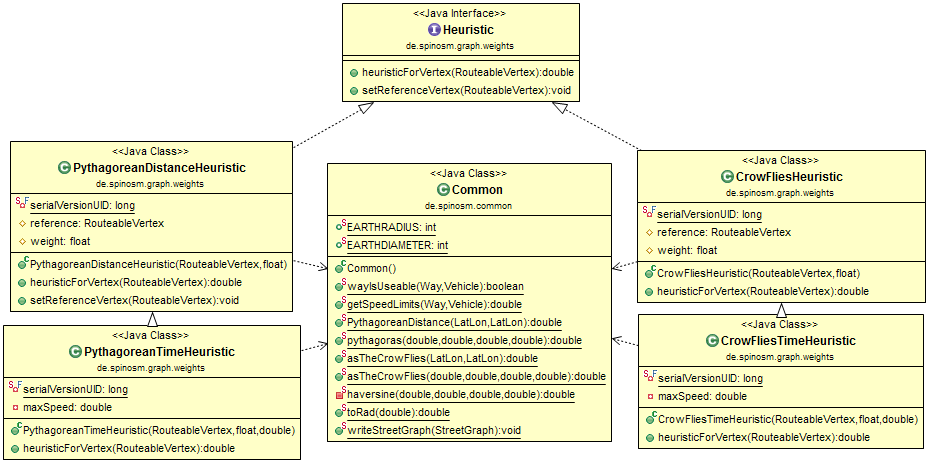 <<Java Interface>>
Heuristic
de.spinosm.graph.weights
heuristicForVertex(RouteableVertex):double
setReferenceVertex(RouteableVertex):void
<<Java Class>>
PythagoreanDistanceHeuristic
de.spinosm.graph.weights
serialVersionUID: long
reference: RouteableVertex
weight: float
PythagoreanDistanceHeuristic(RouteableVertex,float)
heuristicForVertex(RouteableVertex):double
setReferenceVertex(RouteableVertex):void
<<Java Class>>
Common
de.spinosm.common
EARTHRADIUS: int
EARTHDIAMETER: int
Common()
wayIsUseable(Way,Vehicle):boolean
getSpeedLimits(Way,Vehicle):double
PythagoreanDistance(LatLon,LatLon):double
pythagoras(double,double,double,double):double
asTheCrowFlies(LatLon,LatLon):double
asTheCrowFlies(double,double,double,double):double
haversine(double,double,double,double):double
toRad(double):double
writeStreetGraph(StreetGraph):void
<<Java Class>>
CrowFliesHeuristic
de.spinosm.graph.weights
serialVersionUID: long
reference: RouteableVertex
weight: float
CrowFliesHeuristic(RouteableVertex,float)
heuristicForVertex(RouteableVertex):double
<<Java Class>>
PythagoreanTimeHeuristic
de.spinosm.graph.weights
serialVersionUID: long
maxSpeed: double
PythagoreanTimeHeuristic(RouteableVertex,float,double)
heuristicForVertex(RouteableVertex):double
<<Java Class>>
CrowFliesTimeHeuristic
de.spinosm.graph.weights
serialVersionUID: long
maxSpeed: double
CrowFliesTimeHeuristic(RouteableVertex,float,double)
heuristicForVertex(RouteableVertex):double